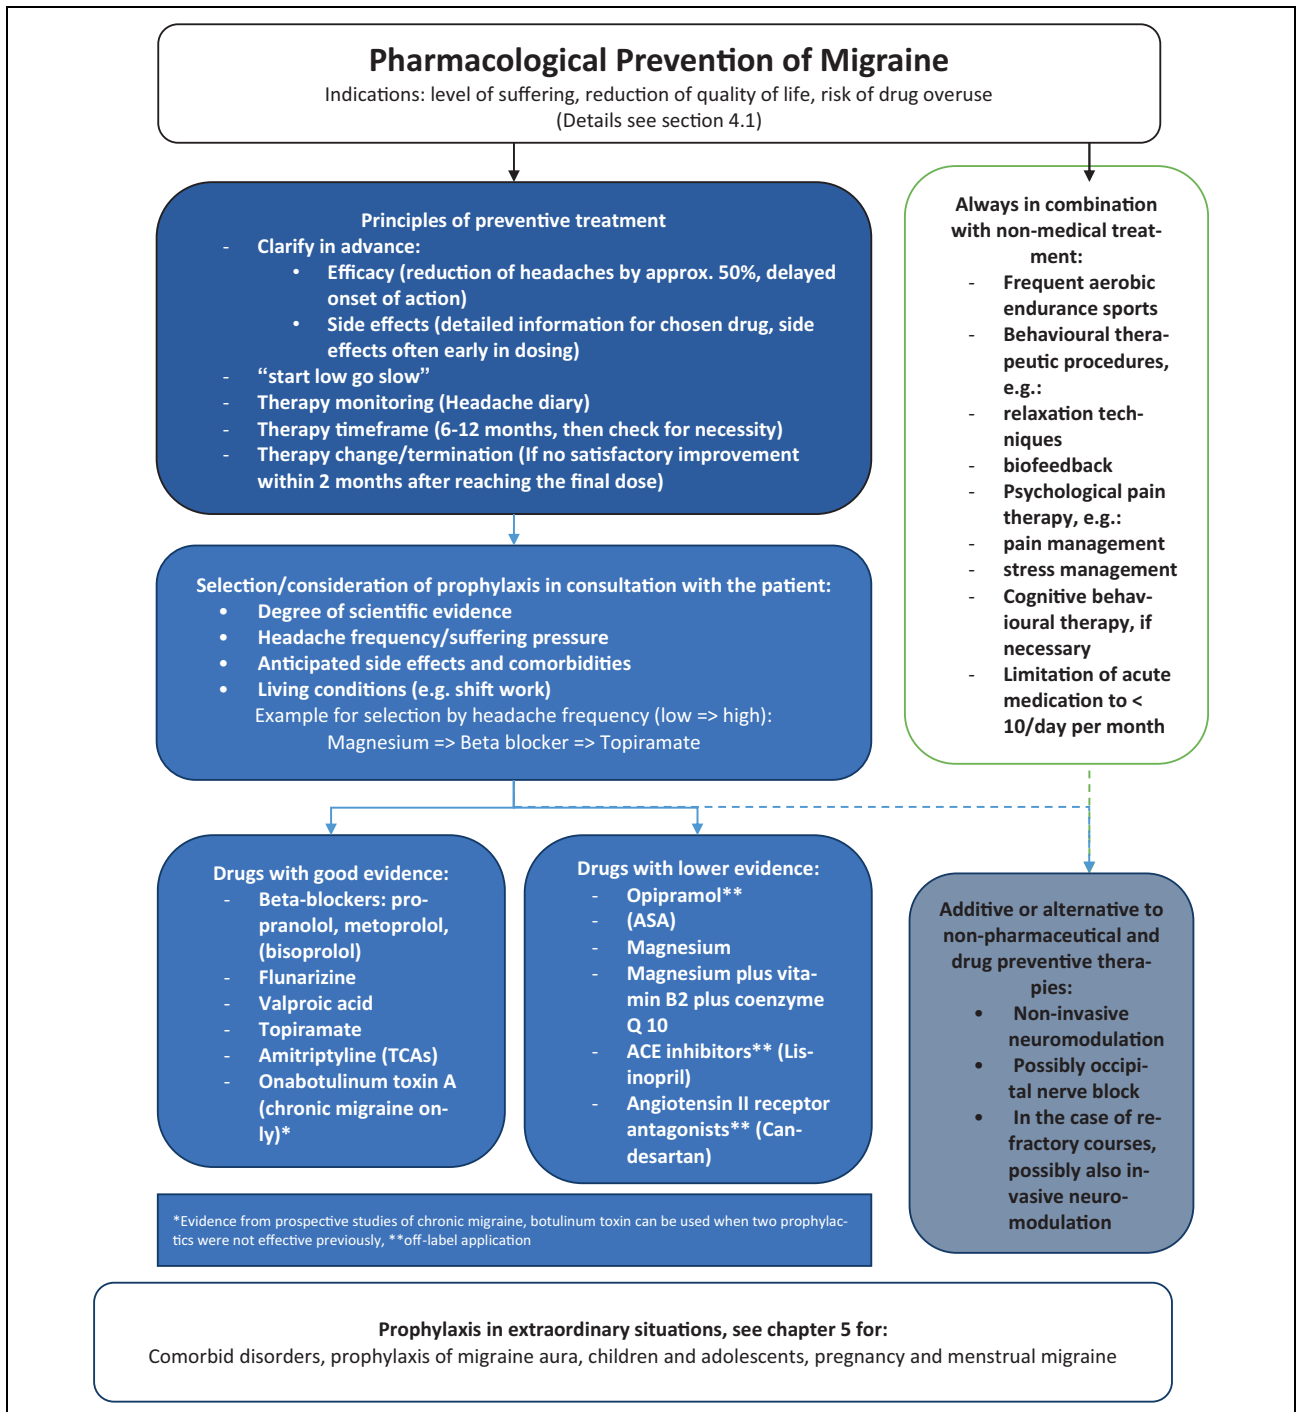 Pharmacological Prevention of Migraine
Indications: level of suffering, reduction of quality of life, risk of drug overuse
(Details see section 4.1)
Principles of preventive treatment
- Clarify in advance:
• Efficacy (reduction of headaches by approx. 50%, delayed
onset of action)
• Side effects (detailed information for chosen drug, side
effects often early in dosing)
- “start low go slow”
- Therapy monitoring (Headache diary)
- Therapy timeframe (6-12 months, then check for necessity)
- Therapy change/termination (If no satisfactory improvement
within 2 months after reaching the final dose)
Always in combination
with non-medical treat-
ment:
- Frequent aerobic
endurance sports
- Behavioural thera-
peutic procedures,
e.g.:
- relaxation tech-
niques
- biofeedback
- Psychological pain
therapy, e.g.:
- pain management
- stress management
- Cognitive behav-
ioural therapy, if
necessary
- Limitation of acute
medication to <
10/day per month
Selection/consideration of prophylaxis in consultation with the patient:
• Degree of scientific evidence
• Headache frequency/suffering pressure
• Anticipated side effects and comorbidities
• Living conditions (e.g. shift work)
Example for selection by headache frequency (low => high):
Magnesium => Beta blocker => Topiramate
Drugs with good evidence:
- Beta-blockers: pro-
pranolol, metoprolol,
(bisoprolol)
- Flunarizine
- Valproic acid
- Topiramate
- Amitriptyline (TCAs)
- Onabotulinum toxin A
(chronic migraine on-
ly)*
Drugs with lower evidence:
- Opipramol**
- (ASA)
- Magnesium
- Magnesium plus vita-
min B2 plus coenzyme
Q 10
- ACE inhibitors** (Lis-
inopril)
- Angiotensin II receptor
antagonists** (Can-
desartan)
Additive or alternative to
non-pharmaceutical and
drug preventive thera-
pies:
• Non-invasive
neuromodulation
• Possibly occipi-
tal nerve block
• In the case of re-
fractory courses,
possibly also in-
vasive neuro-
modulation
*Evidence from prospective studies of chronic migraine, botulinum toxin can be used when two prophylac-
tics were not effective previously, **off-label application
Prophylaxis in extraordinary situations, see chapter 5 for:
Comorbid disorders, prophylaxis of migraine aura, children and adolescents, pregnancy and menstrual migraine